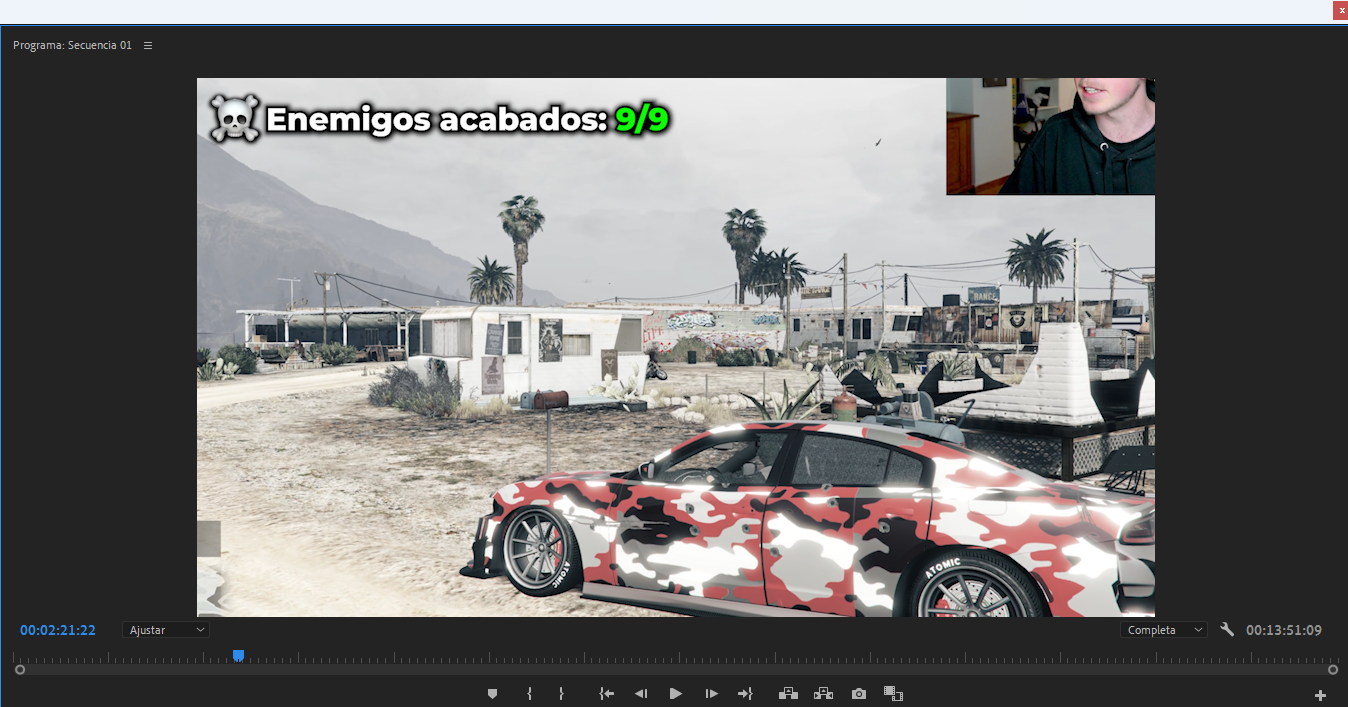 x
Programa: Secuencia 01
☠Enemigos acabados: 9/9
RANGE
ATOMIC
ATOMIC
00:02:21:22
Ajustar
Completa
00:13:51:09